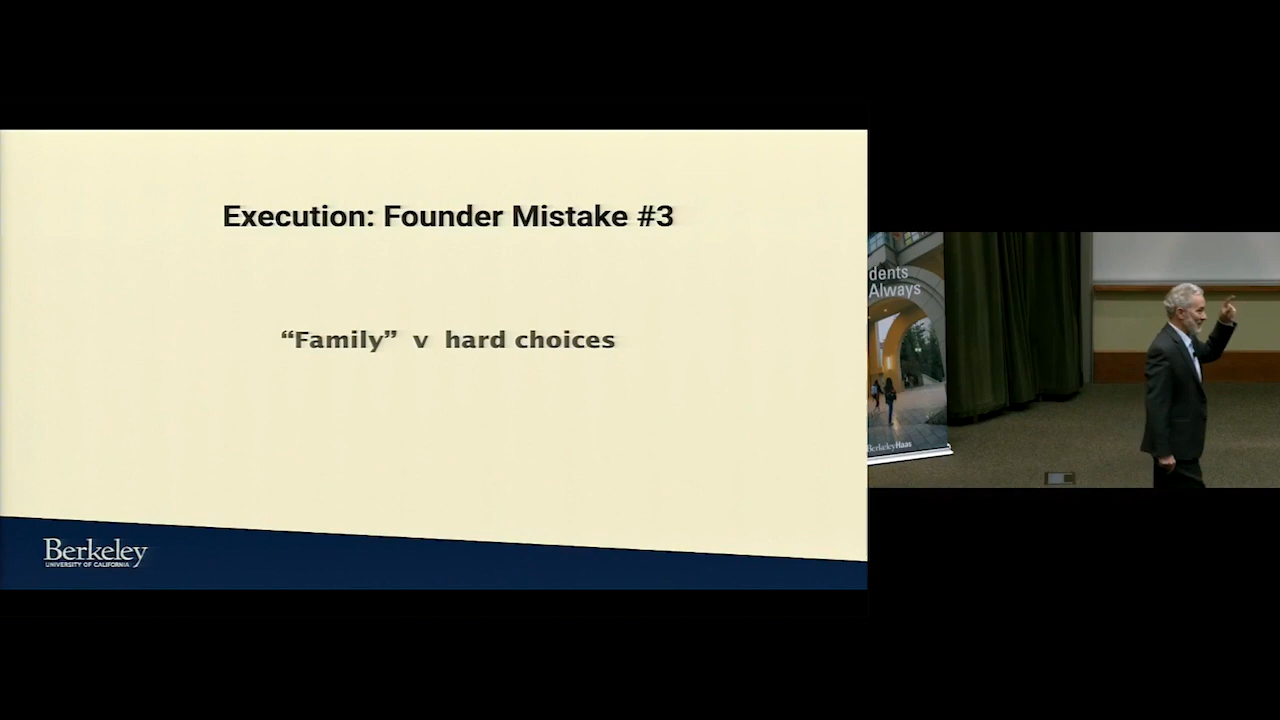 Execution: Founder Mistake #3
“Family” v hard choices
Berkeley
UNIVERSITY OF CALIFORNIA
dents
Always
BerkeleyHaas